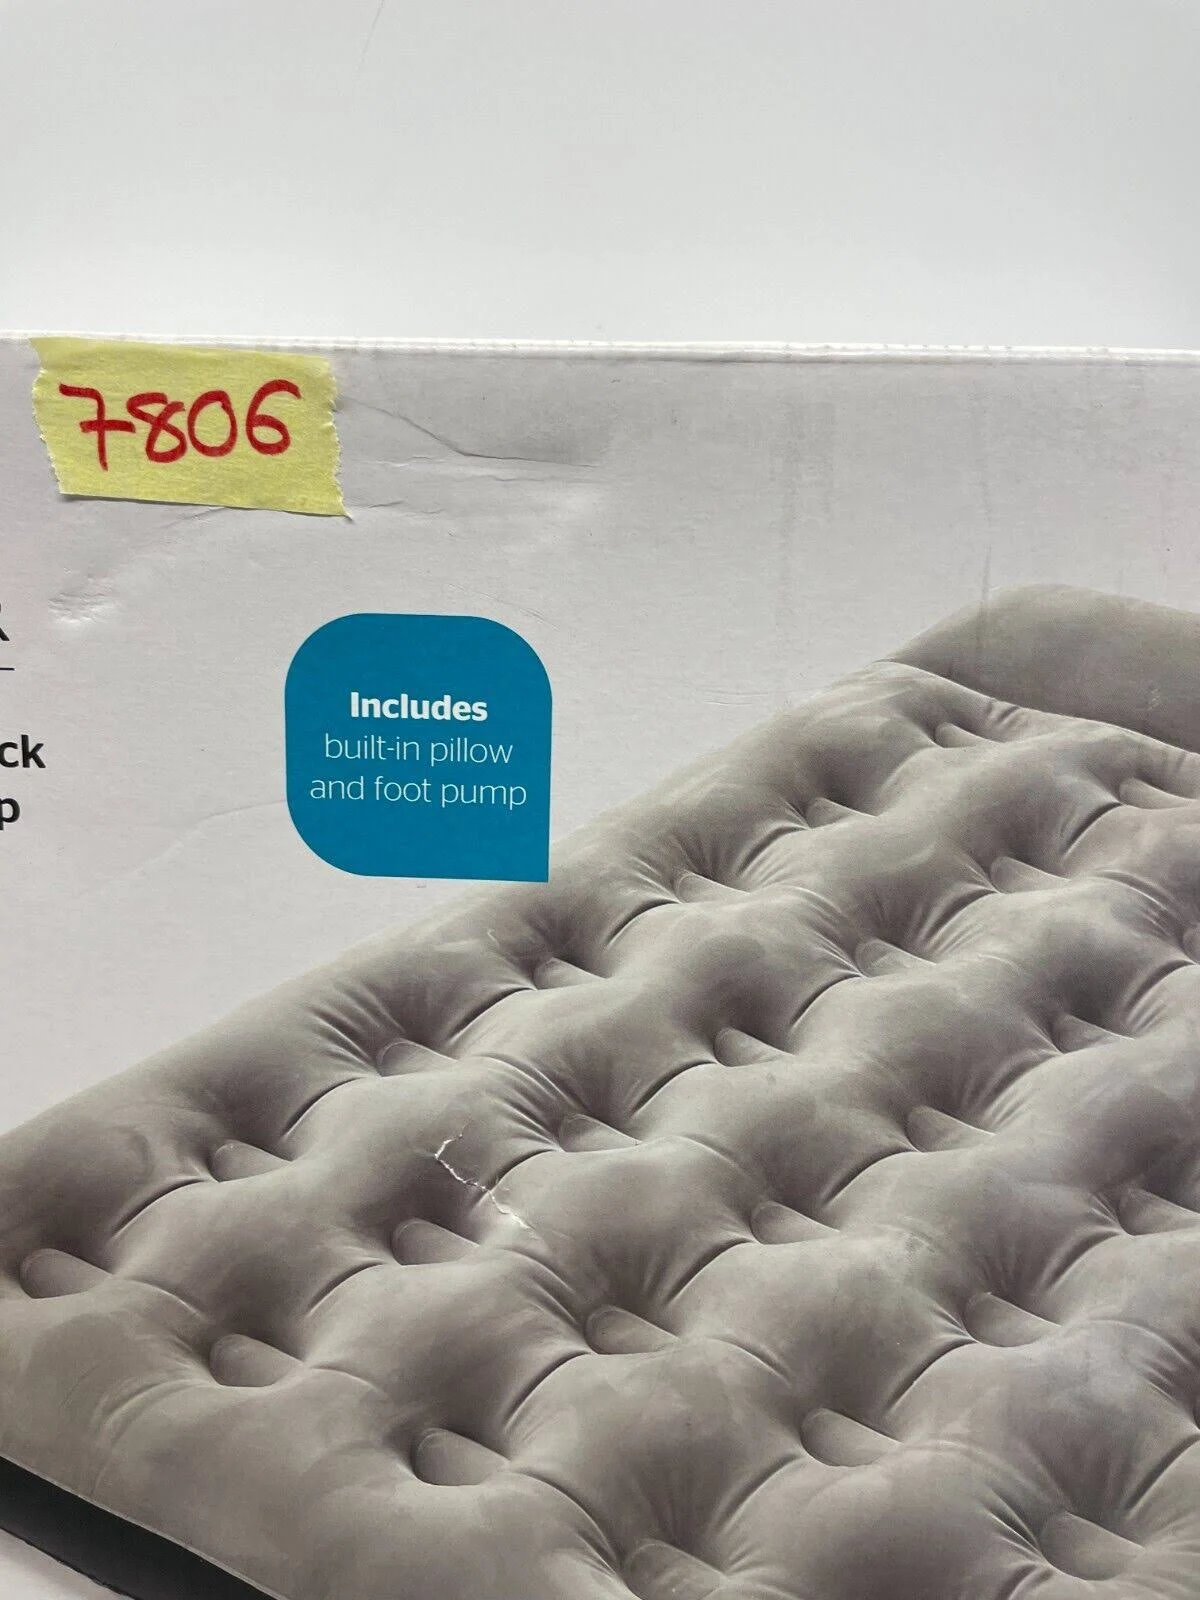 7806
Includes
built-in pillow
and foot pump